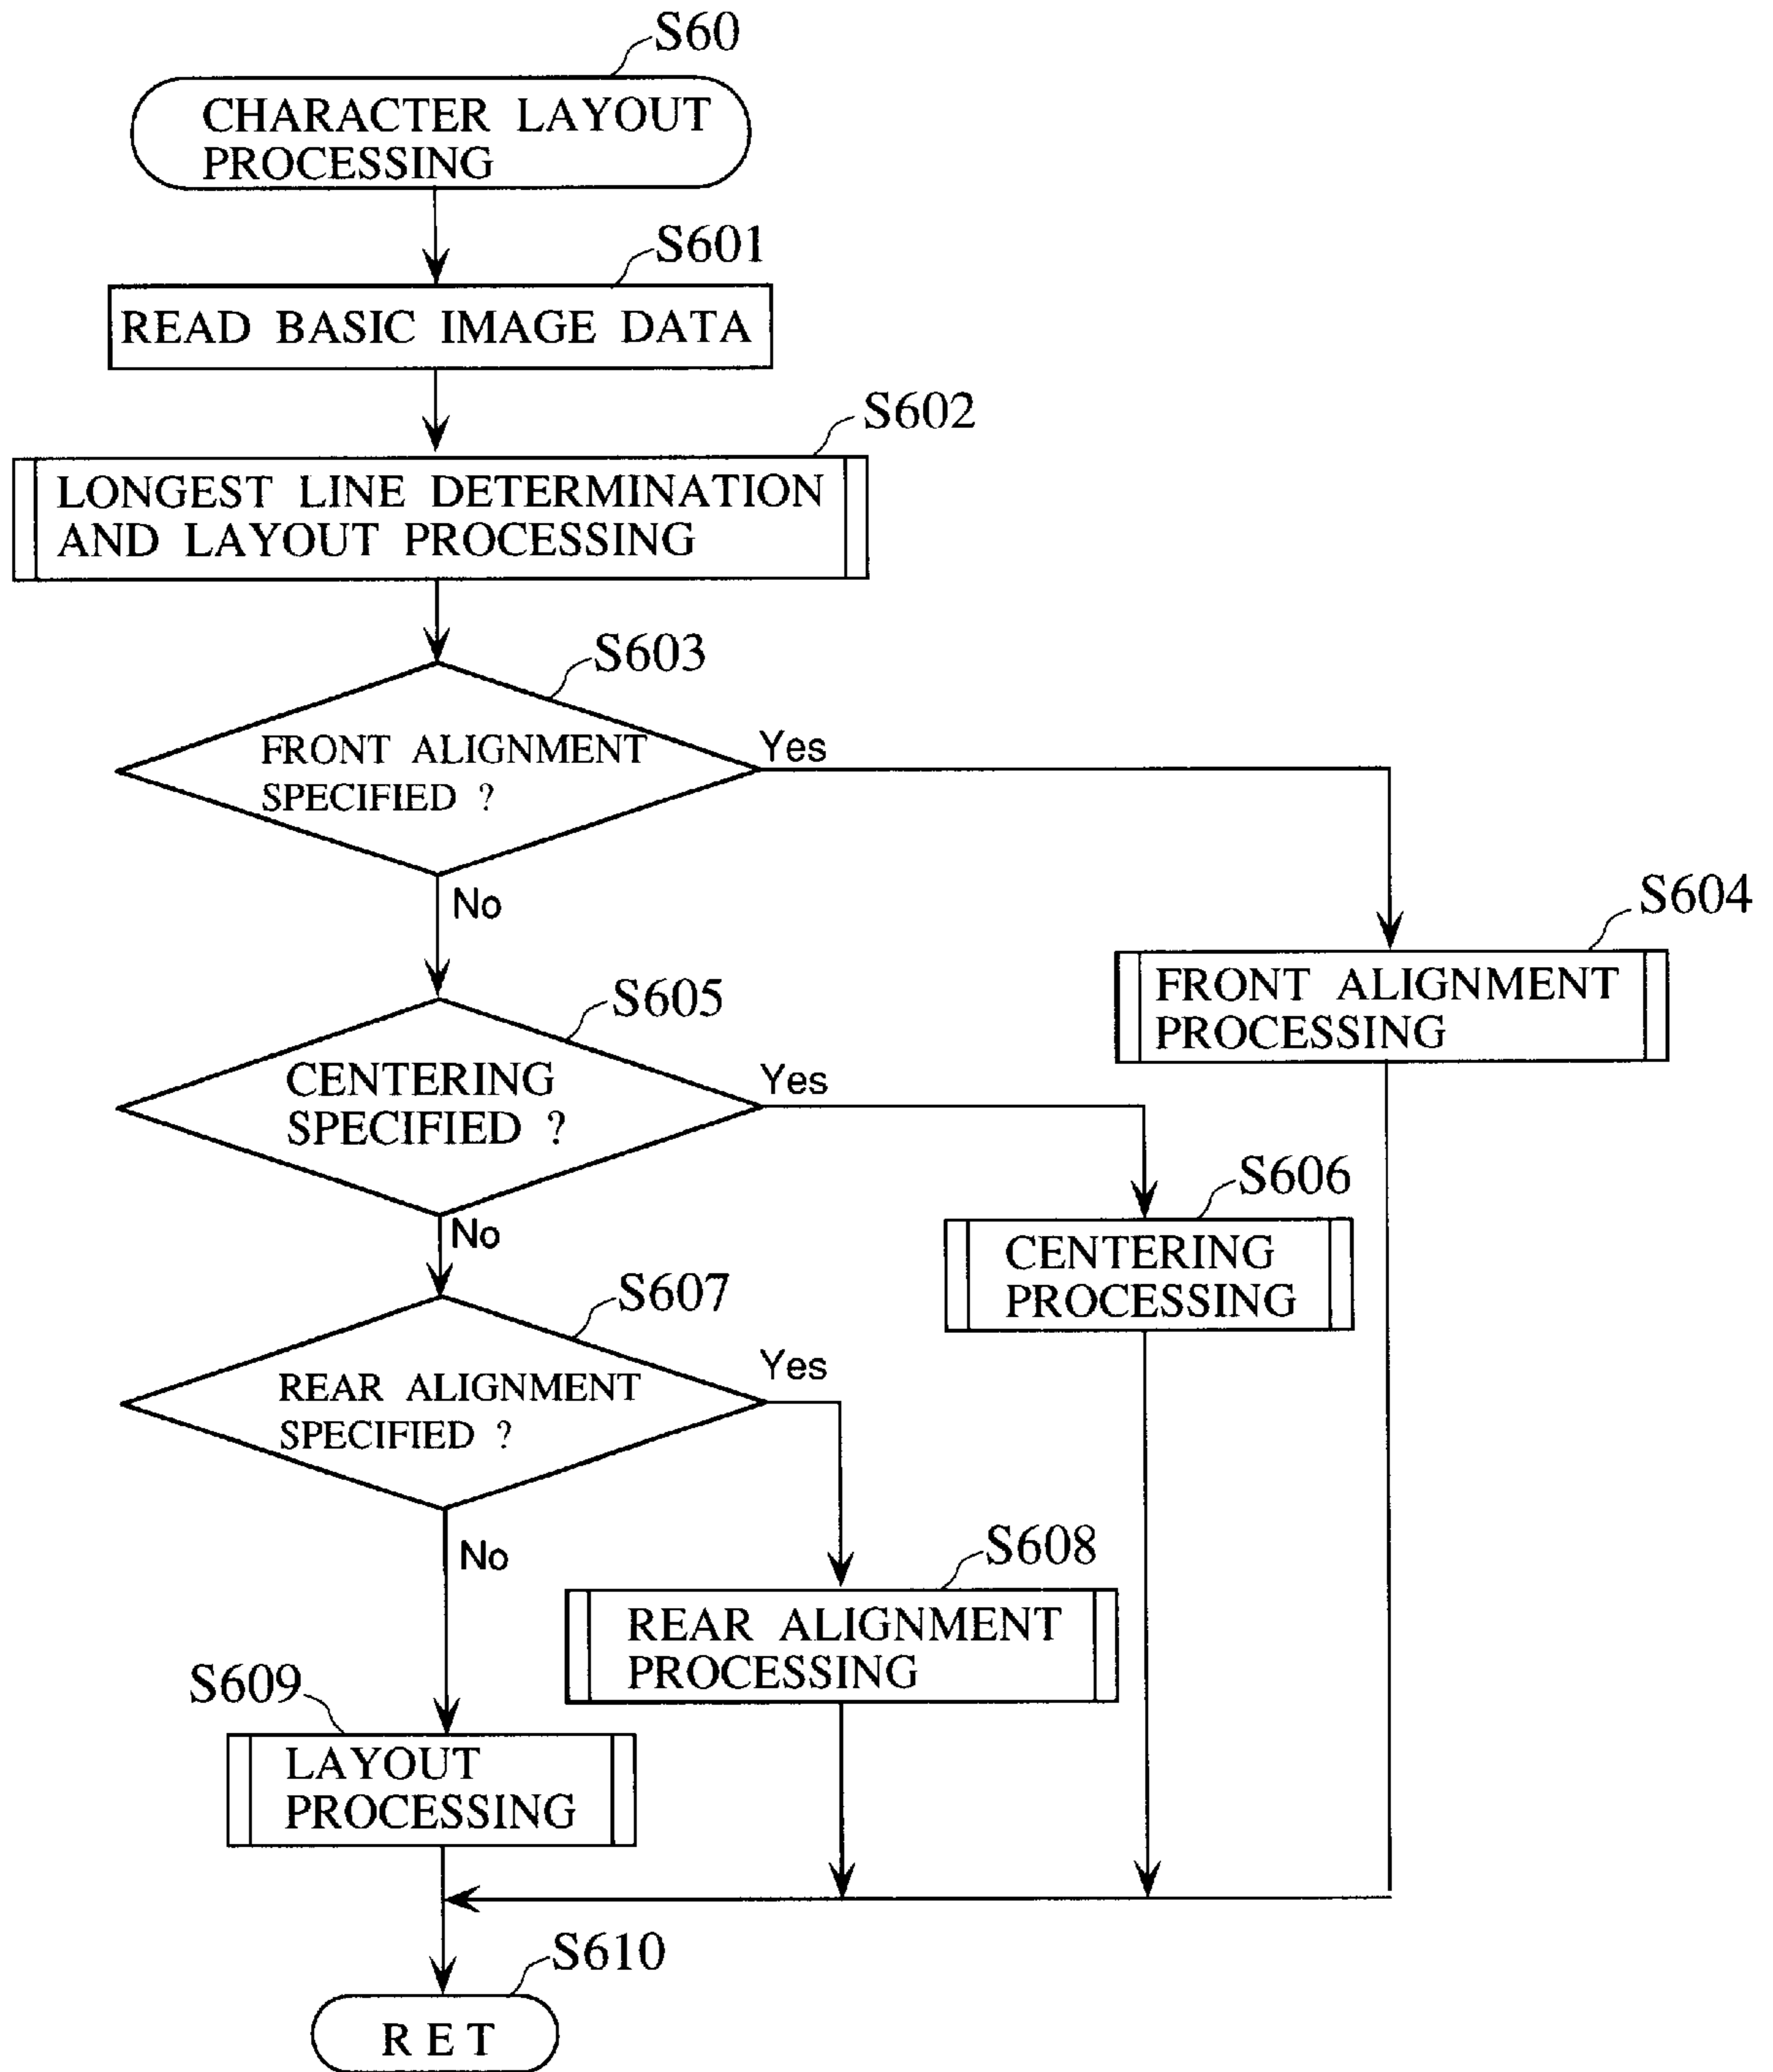 S60
CHARACTER LAYOUT
PROCESSING
S601
READ BASIC IMAGE DATA
S602
LONGEST LINE DETERMINATION
AND LAYOUT PROCESSING
S603
FRONT ALIGNMENT
SPECIFIED ?
Yes
No
S604
FRONT ALIGNMENT
PROCESSING
S605
CENTERING
SPECIFIED ?
Yes
No
S606
CENTERING
PROCESSING
S607
REAR ALIGNMENT
SPECIFIED ?
Yes
No
S608
REAR ALIGNMENT
PROCESSING
S609
LAYOUT
PROCESSING
S610
RET